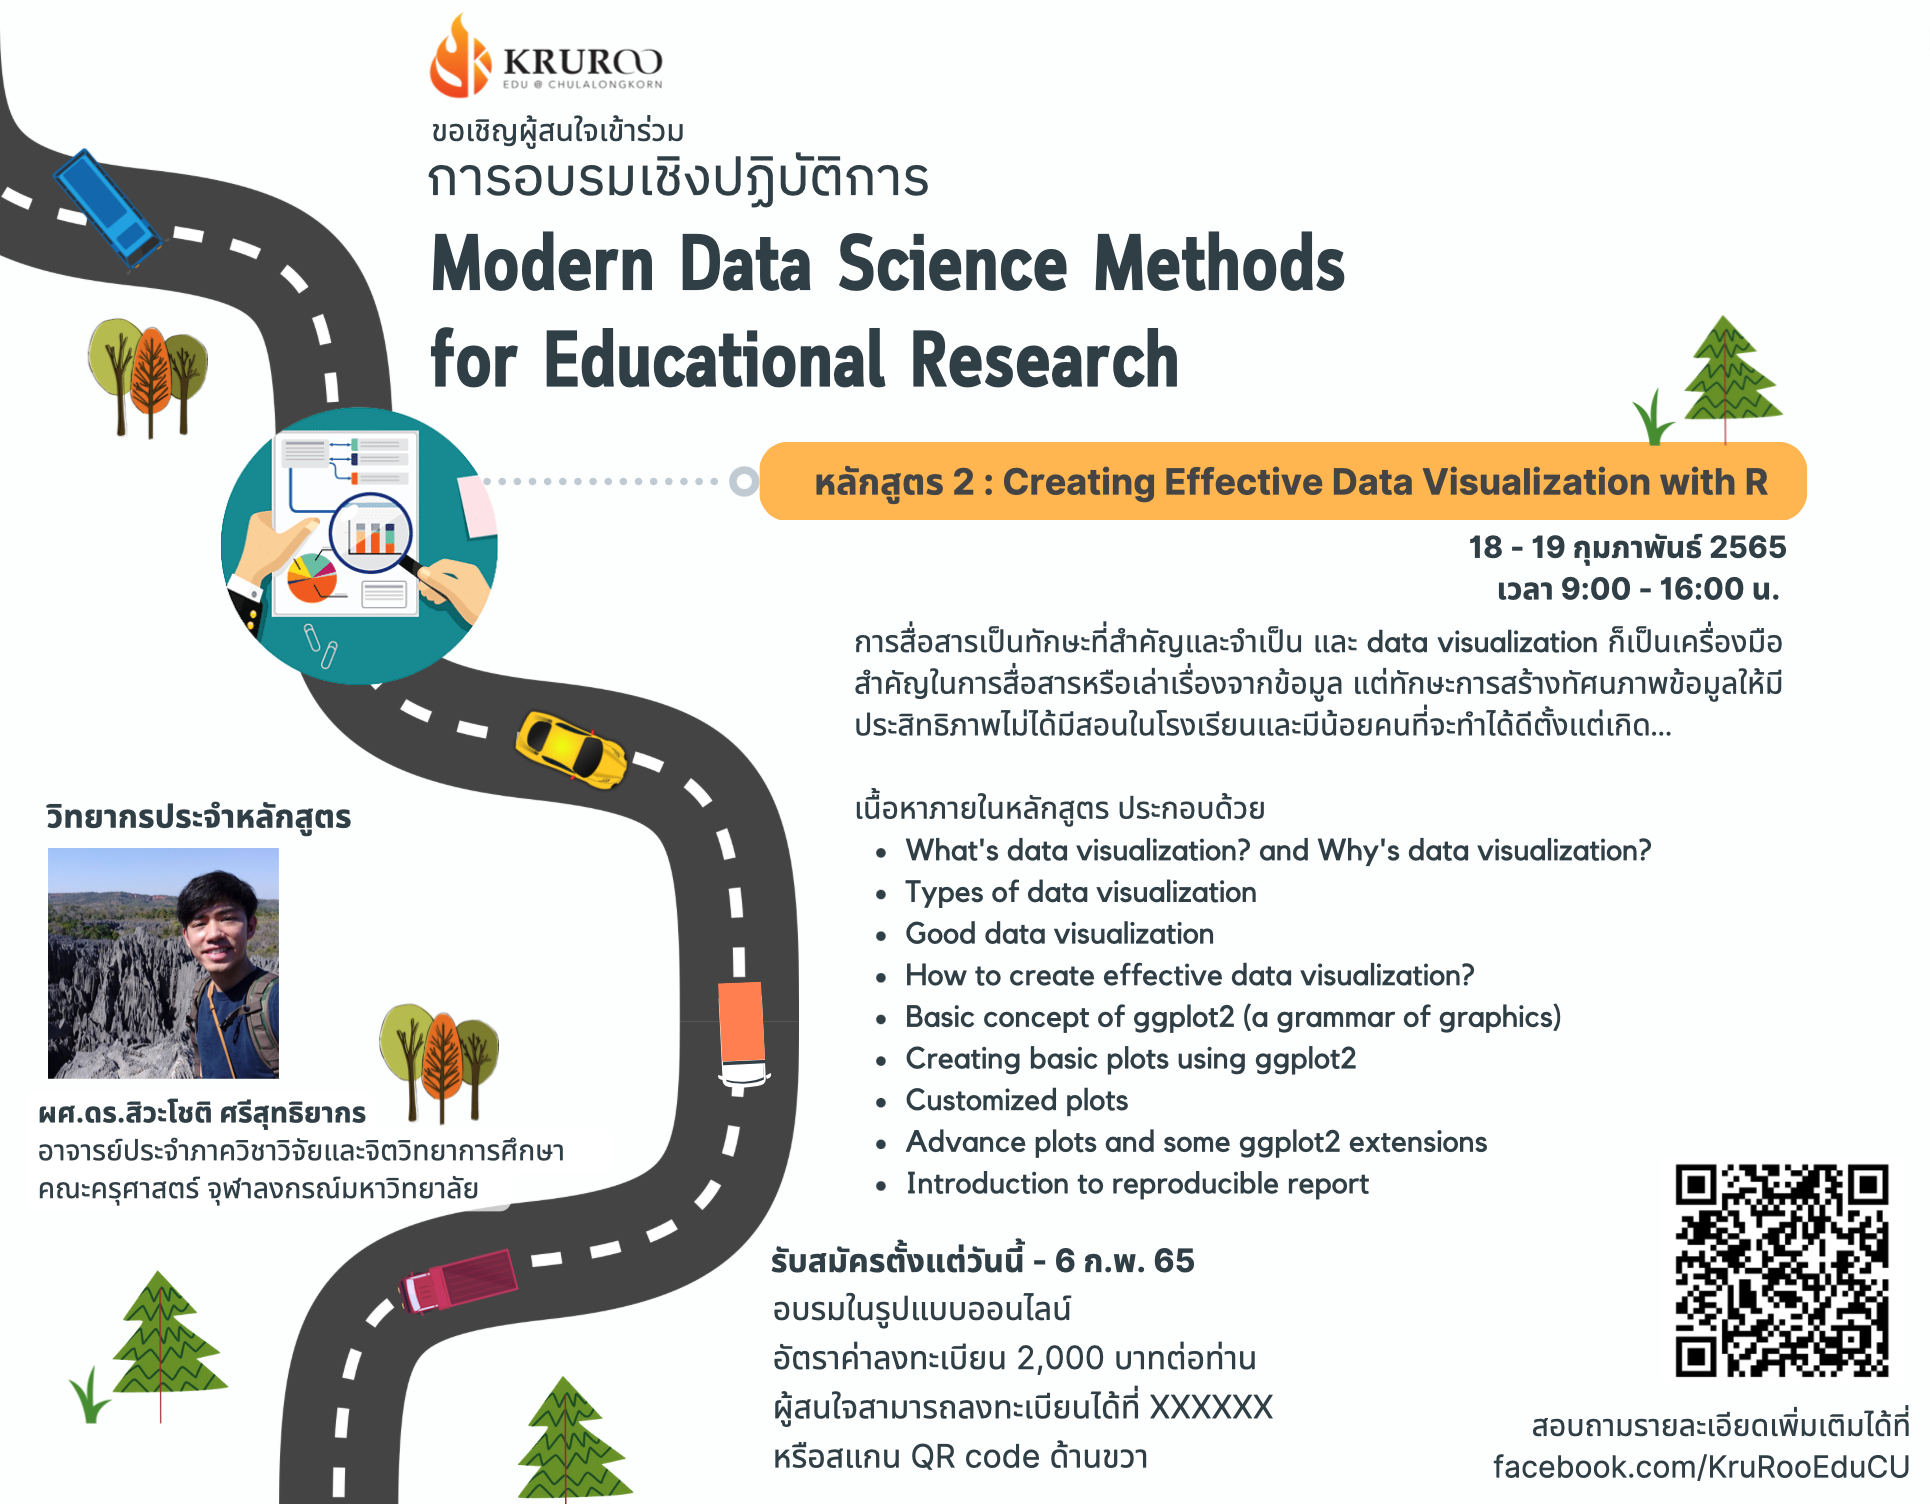 KRUROO
EDU @ CHULALONGKORN
ขอเชิญผู้สนใจเข้าร่วม
การอบรมเชิงปฏิบัติการ
Modern Data Science Methods
for Educational Research
หลักสูตร 2 : Creating Effective Data Visualization with R
18 - 19 กุมภาพันธ์ 2565
เวลา 9:00 - 16:00 น.
การสื่อสารเป็นทักษะที่สำคัญและจำเป็น และ data visualization ก็เป็นเครื่องมือ
สำคัญในการสื่อสารหรือเล่าเรื่องจากข้อมูล แต่ทักษะการสร้างทัศนภาพข้อมูลให้มี
ประสิทธิภาพไม่ได้มีสอนในโรงเรียนและมีน้อยคนที่จะทำได้ดีตั้งแต่เกิด...
เนื้อหาภายในหลักสูตร ประกอบด้วย
• What's data visualization? and Why's data visualization?
• Types of data visualization
• Good data visualization
• How to create effective data visualization?
• Basic concept of ggplot2 (a grammar of graphics)
• Creating basic plots using ggplot2
• Customized plots
• Advance plots and some ggplot2 extensions
• Introduction to reproducible report
วิทยากรประจำหลักสูตร
ผศ.ดร.สิวะโชติ ศรีสุทธิยากร
อาจารย์ประจำภาควิชาวิจัยและจิตวิทยาการศึกษา
คณะครุศาสตร์ จุฬาลงกรณ์มหาวิทยาลัย
รับสมัครตั้งแต่วันนี้ - 6 ก.พ. 65
อบรมในรูปแบบออนไลน์
อัตราค่าลงทะเบียน 2,000 บาทต่อท่าน
ผู้สนใจสามารถลงทะเบียนได้ที่ XXXXXX
หรือสแกน QR code ด้านขวา
สอบถามรายละเอียดเพิ่มเติมได้ที่
facebook.com/KruRooEduCU